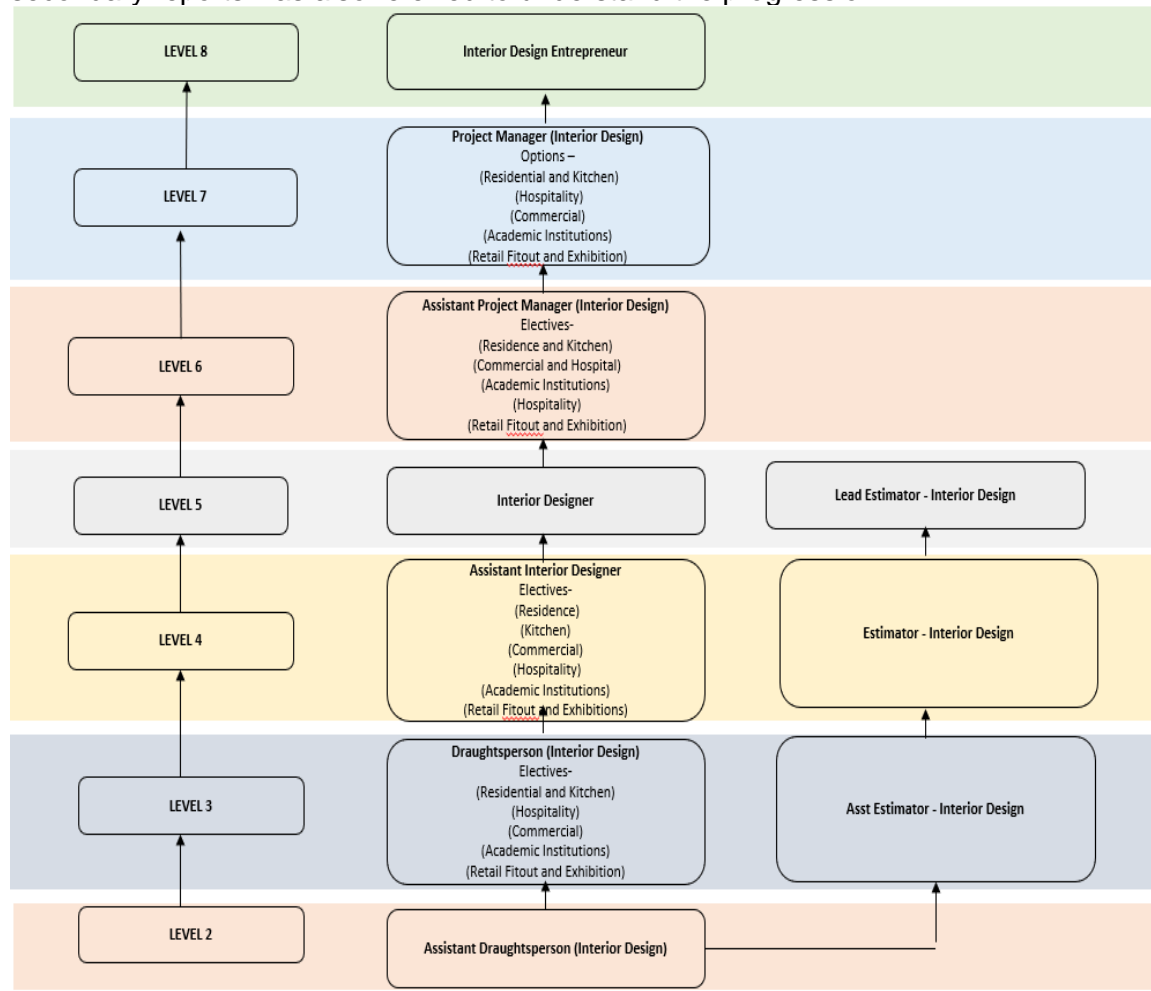 LEVEL 8
Interior Design Entrepreneur
LEVEL 7
Project Manager (Interior Design)
Options –
(Residential and Kitchen)
(Hospitality)
(Commercial)
(Academic Institutions)
(Retail Fitout and Exhibition)
LEVEL 6
Assistant Project Manager (Interior Design)
Electives-
(Residence and Kitchen)
(Commercial and Hospital)
(Academic Institutions)
(Hospitality)
(Retail Fitout and Exhibition)
LEVEL 5
Interior Designer
Lead Estimator - Interior Design
LEVEL 4
Assistant Interior Designer
Electives-
(Residence)
(Kitchen)
(Commercial)
(Hospitality)
(Academic Institutions)
(Retail Fitout and Exhibitions)
Estimator - Interior Design
LEVEL 3
Draughtsperson (Interior Design)
Electives-
(Residential and Kitchen)
(Hospitality)
(Commercial)
(Academic Institutions)
(Retail Fitout and Exhibition)
Asst Estimator - Interior Design
LEVEL 2
Assistant Draughtsperson (Interior Design)